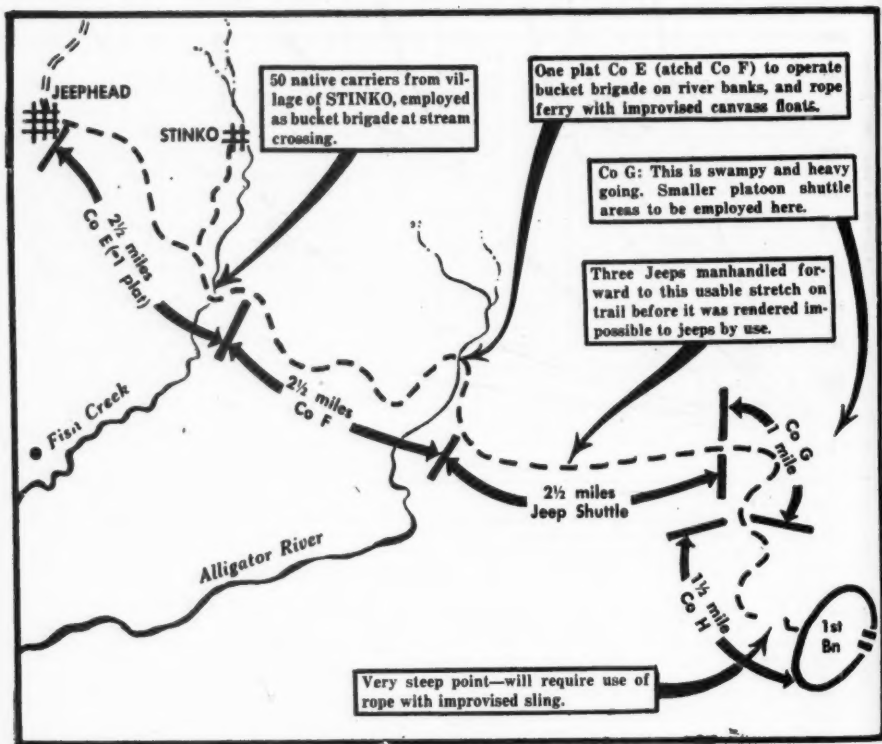 JEEPHEAD
STINKO
50 native carriers from vil-
lage of STINKO, employed
as bucket brigade at stream
crossing.
One plat Co E (atchd Co F) to operate
bucket brigade on river banks, and rope
ferry with improvised canvass floats.
Co G: This is swampy and heavy
going. Smaller platoon shuttle
areas to be employed here.
Three Jeeps manhandled for-
ward to this usable stretch on
trail before it was rendered im-
possible to jeeps by use.
2½ miles
Co E (-1 plat)
2½ miles
Co F
Co G
1 mile
2½ miles
Jeep Shuttle
Fish Creek
Alligator River
1½ mile
Co H
1st
Bn
Very steep point—will require use of
rope with improvised sling.